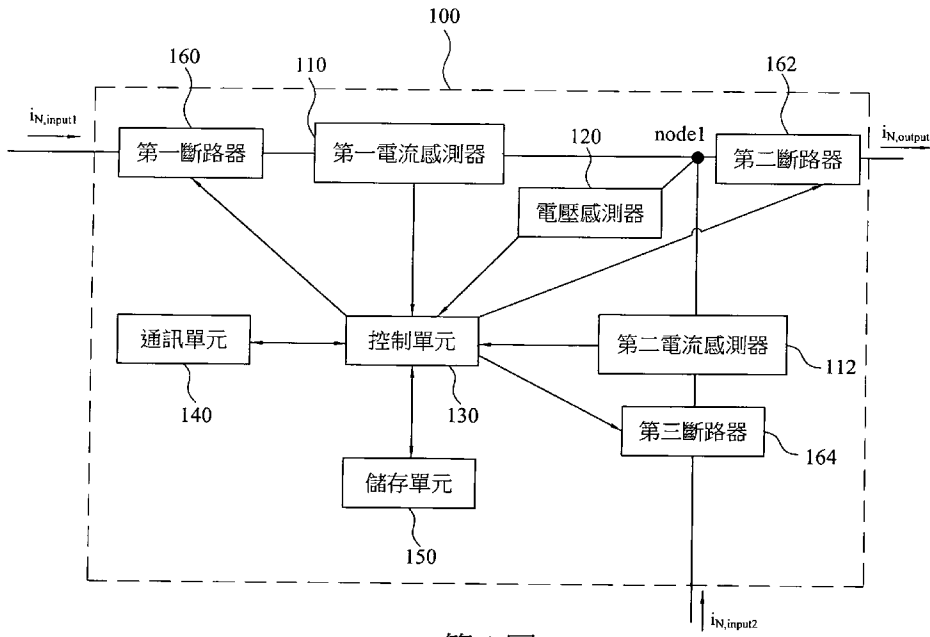 100
160
110
162
i_N,input1
i_N,output
node1
120
第一斷路器
第一電流感測器
第二斷路器
電壓感測器
通訊單元
控制單元
第二電流感測器
112
140
130
第三斷路器
164
儲存單元
150
i_N,input2